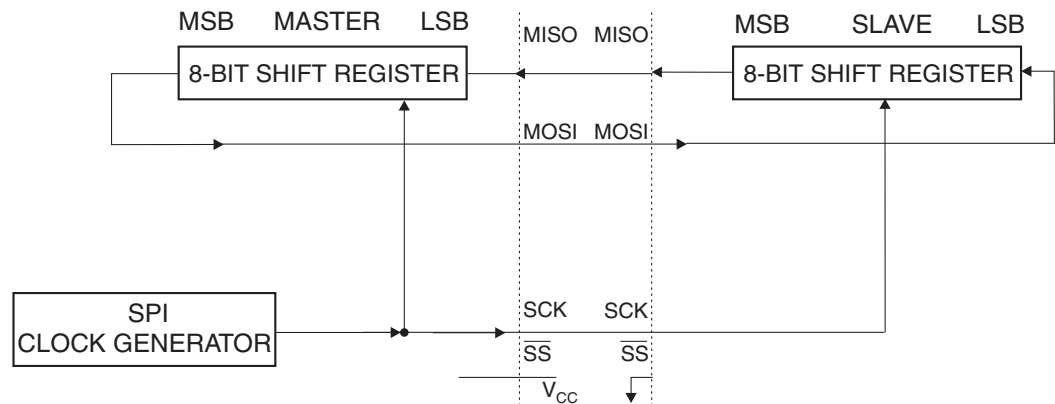 MSB MASTER LSB
MISO MISO
MSB SLAVE LSB
8-BIT SHIFT REGISTER
8-BIT SHIFT REGISTER
MOSI MOSI
SPI
CLOCK GENERATOR
SCK SCK
SS SS
VCC